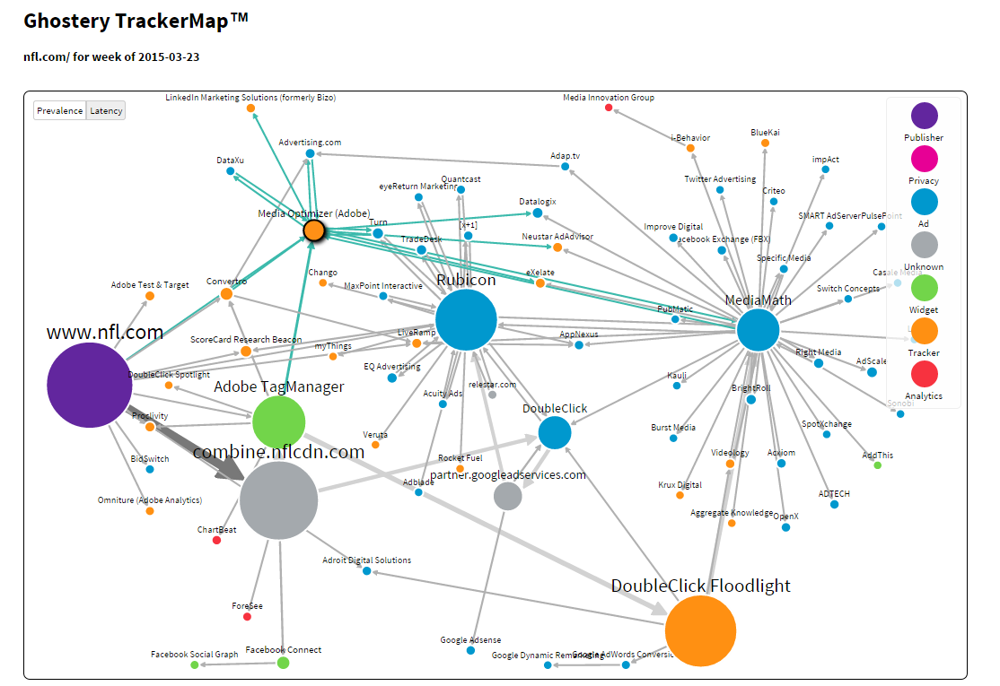 Ghostery TrackerMap™
nfl.com/ for week of 2015-03-23
Prevalence Latency
LinkedIn Marketing Solutions (formerly Bizo)
Media Innovation Group
Publisher
Advertising.com
i-Behavior
BlueKai
DataXu
Adap.tv
impAct
Privacy
Quantcast
eyeReturn Marketing
Twitter Advertising
Criteo
Datalogix
Media Optimizer (Adobe)
Turn
[x+1]
SMART AdServer
PulsePoint
Ad
Improve Digital
TradeDesk
Neustar AdAdvisor
Facebook Exchange (FBX)
Specific Media
Unknown
Chango
eXelate
Casale Media
Adobe Test & Target
Convertro
MaxPoint Interactive
Rubicon
Switch Concepts
MediaMath
PubMatic
Widget
www.nfl.com
ScoreCard Research Beacon
LiveRamp
AppNexus
myThings
Right Media
Tracker
EQ Advertising
AdScale
DoubleClick Spotlight
Kauli
Adobe TagManager
relestar.com
BrightRoll
Acuity Ads
Analytics
Sonobi
DoubleClick
Proclivity
Burst Media
SpotXchange
Veruta
combine.nflcdn.com
Videology
Acxiom
AddThis
BidSwitch
Rocket Fuel
partner.googleadservices.com
Adblade
Krux Digital
ADTECH
Omniture (Adobe Analytics)
Aggregate Knowledge
OpenX
ChartBeat
Adroit Digital Solutions
DoubleClick Floodlight
ForeSee
Google Adsense
Facebook Social Graph
Facebook Connect
Google Dynamic Remarketing
Google AdWords Conversion